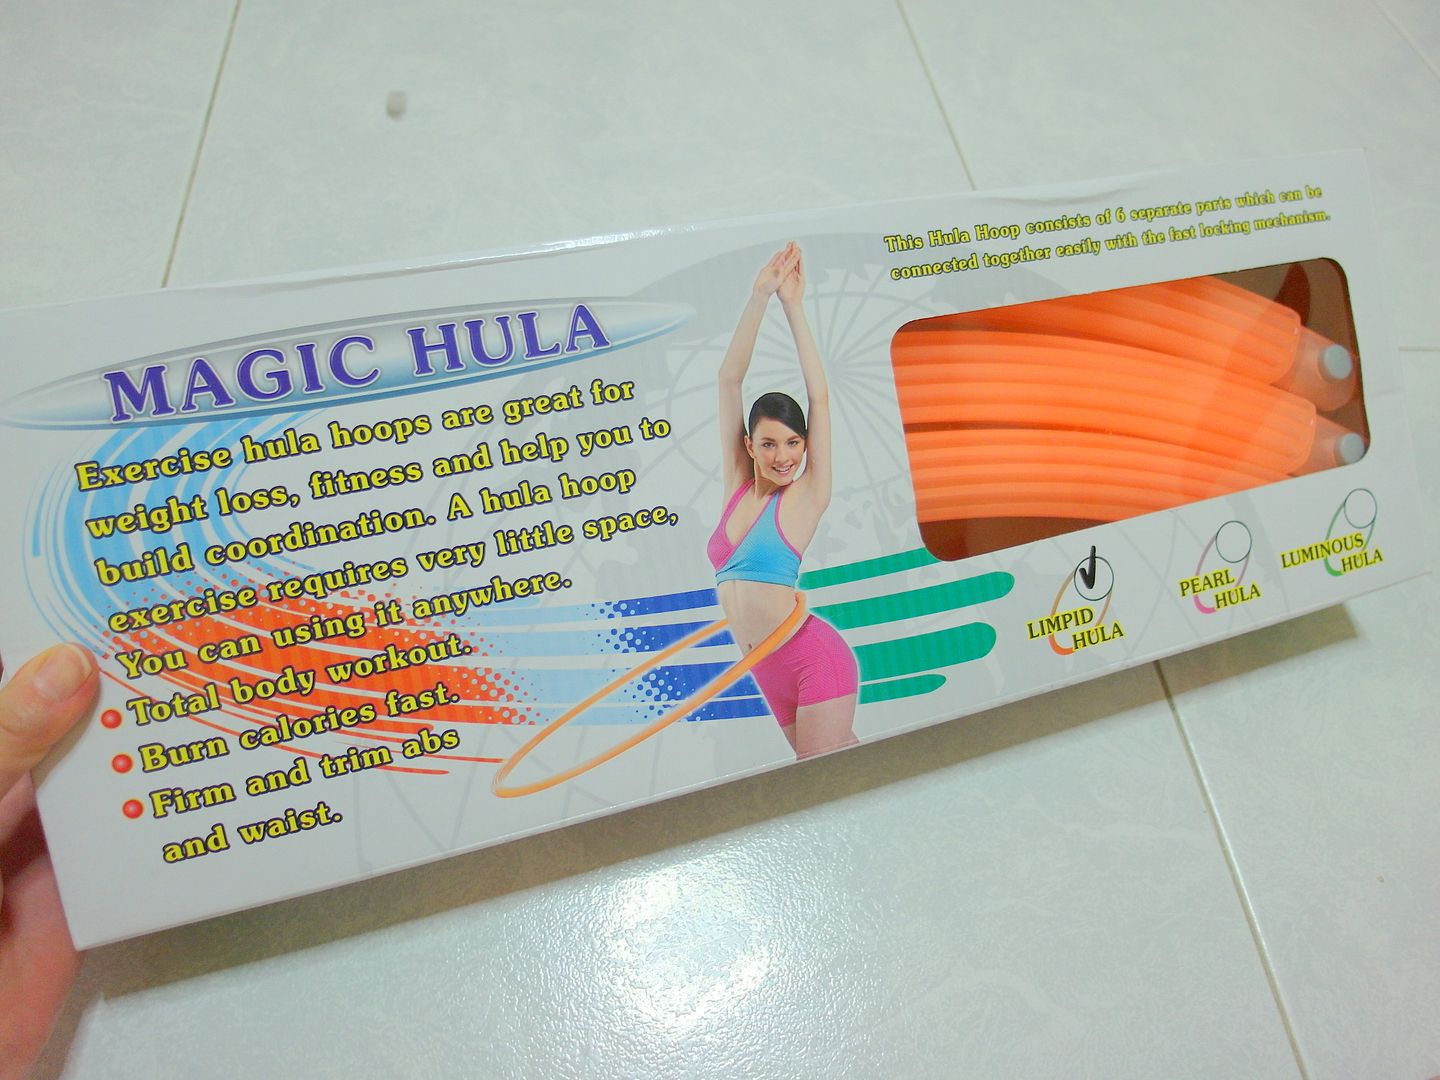 MAGIC HULA
Exercise hula hoops are great for
weight loss, fitness and help you to
build coordination. A hula hoop
exercise requires very little space,
You can using it anywhere.
Total body workout.
Burn calories fast.
Firm and trim abs
and waist.
This Hula Hoop consists of 6 separate parts which can be
connected together easily with the fast locking mechanism.
LIMPID
HULA
PEARL
HULA
LUMINOUS
HULA